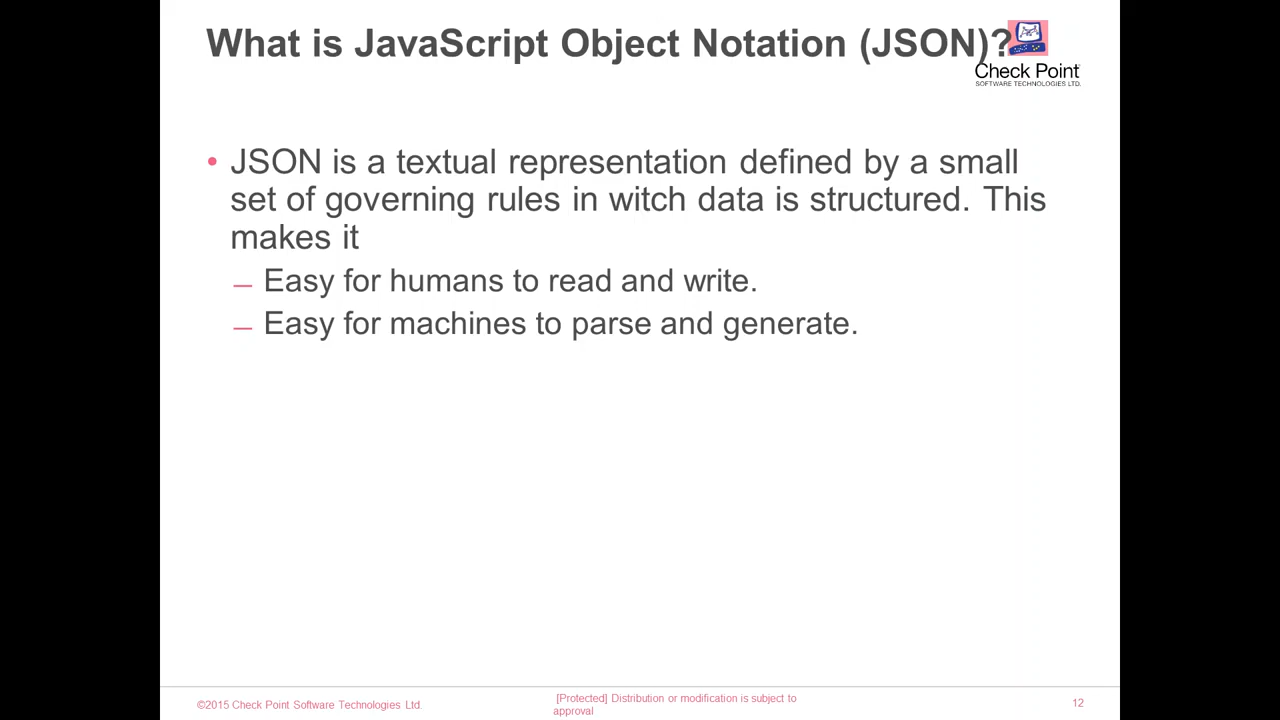 What is JavaScript Object Notation (JSON)?
Check Point
SOFTWARE TECHNOLOGIES LTD.
• JSON is a textual representation defined by a small
set of governing rules in witch data is structured. This
makes it
— Easy for humans to read and write.
— Easy for machines to parse and generate.
©2015 Check Point Software Technologies Ltd.
[Protected] Distribution or modification is subject to
approval
12